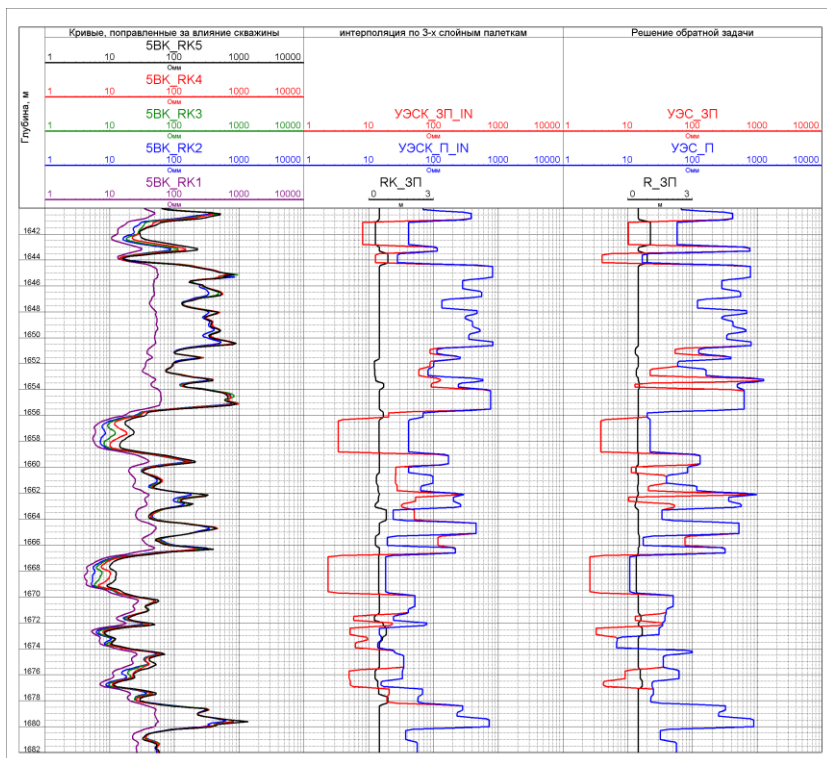 Кривые, поправленные за влияние скважины
интерполяция по 3-х слойным палеткам
Решение обратной задачи
Глубина, м
5BK_RK5
1 10 100 1000 10000
Омм
5BK_RK4
1 10 100 1000 10000
Омм
5BK_RK3
1 10 100 1000 10000
Омм
УЭСК_ЗП_IN
1 10 100 1000 10000
Омм
УЭС_ЗП
1 10 100 1000 10000
Омм
5BK_RK2
1 10 100 1000 10000
Омм
УЭСК_П_IN
1 10 100 1000 10000
Омм
УЭС_П
1 10 100 1000 10000
Омм
5BK_RK1
1 10 100 1000 10000
Омм
RK_ЗП
0 3
м
R_ЗП
0 3
м
1642
1644
1646
1648
1650
1652
1654
1656
1658
1660
1662
1664
1666
1668
1670
1672
1674
1676
1678
1680
1682